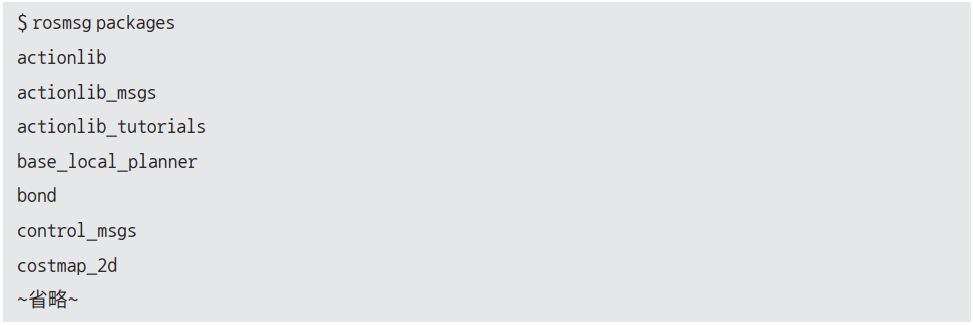 $ rosmsg packages
actionlib
actionlib_msgs
actionlib_tutorials
base_local_planner
bond
control_msgs
costmap_2d
~省略~